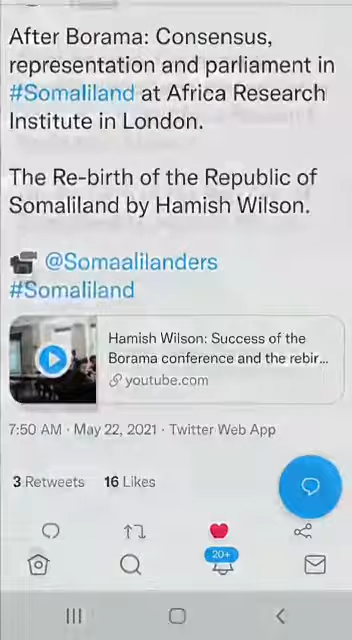 After Borama: Consensus,
representation and parliament in
#Somaliland at Africa Research
Institute in London.
The Re-birth of the Republic of
Somaliland by Hamish Wilson.
@Somaalilanders
#Somaliland
Hamish Wilson: Success of the
Borama conference and the rebir...
youtube.com
7:50 AM · May 22, 2021 · Twitter Web App
3 Retweets 16 Likes
20+